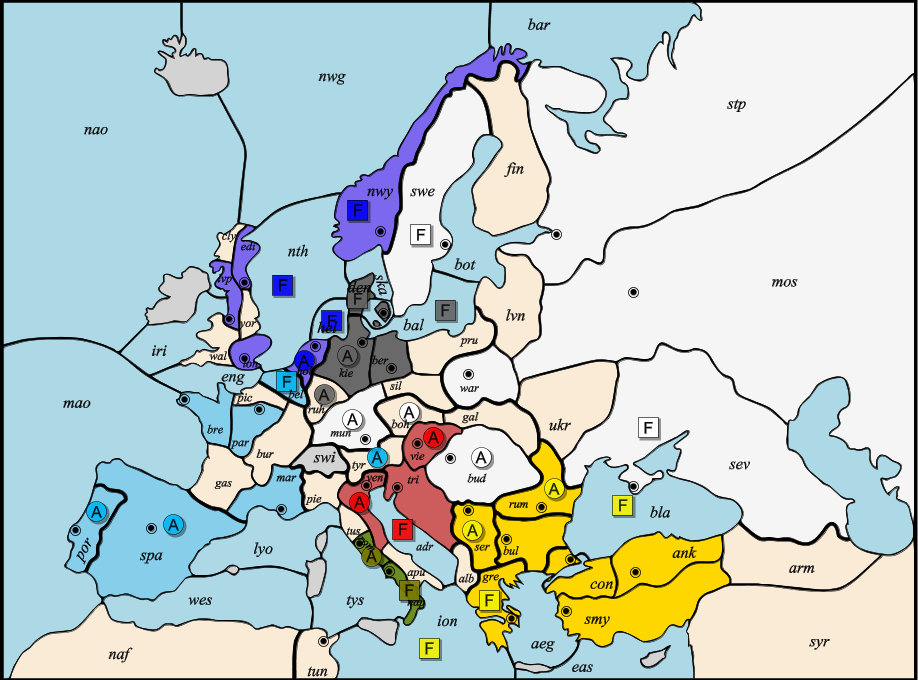 bar
nwg
stp
nao
fin
nwy
swe
F
F
cly
edi
nth
bot
ska
mos
F
den
F
F
lvp
F
hel
bal
lvn
yor
iri
wal
lon
pru
eng
A
A
kie
ber
war
F
bel
sil
mao
pic
A
ruh
A
A
boh
gal
ukr
F
bre
par
mun
A
vie
bur
swi
tyr
A
A
bud
sev
gas
mar
ven
tri
A
pie
A
rum
F
bla
A
A
por
spa
lyo
tus
F
adr
A
ser
bul
ank
A
apu
alb
gre
con
arm
wes
tys
F
nap
F
smy
ion
naf
tun
F
aeg
eas
syr